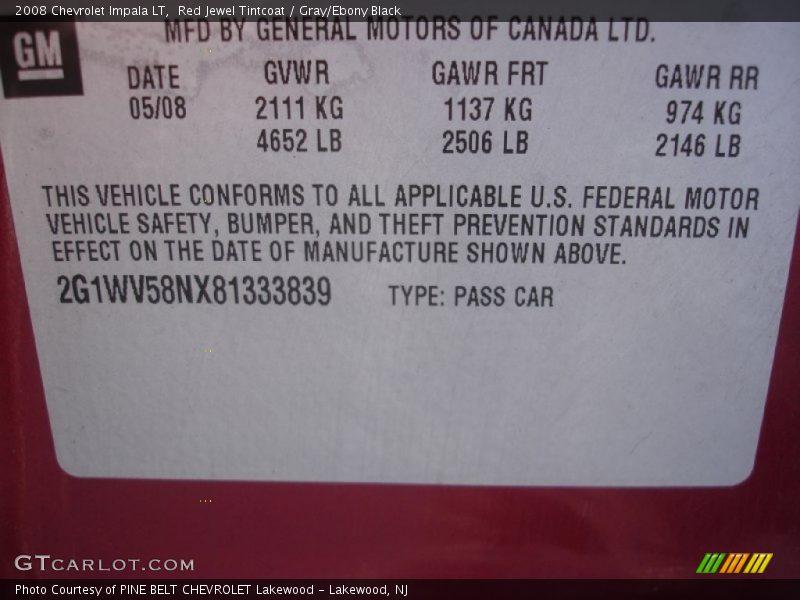 2008 Chevrolet Impala LT, Red Jewel Tintcoat / Gray/Ebony Black
MFD BY GENERAL MOTORS OF CANADA LTD.
GM
DATE GVWR GAWR FRT GAWR RR
05/08 2111 KG 1137 KG 974 KG
4652 LB 2506 LB 2146 LB
THIS VEHICLE CONFORMS TO ALL APPLICABLE U.S. FEDERAL MOTOR
VEHICLE SAFETY, BUMPER, AND THEFT PREVENTION STANDARDS IN
EFFECT ON THE DATE OF MANUFACTURE SHOWN ABOVE.
2G1WV58NX81333839 TYPE: PASS CAR
GTCARLOT.COM
Photo Courtesy of PINE BELT CHEVROLET Lakewood - Lakewood, NJ